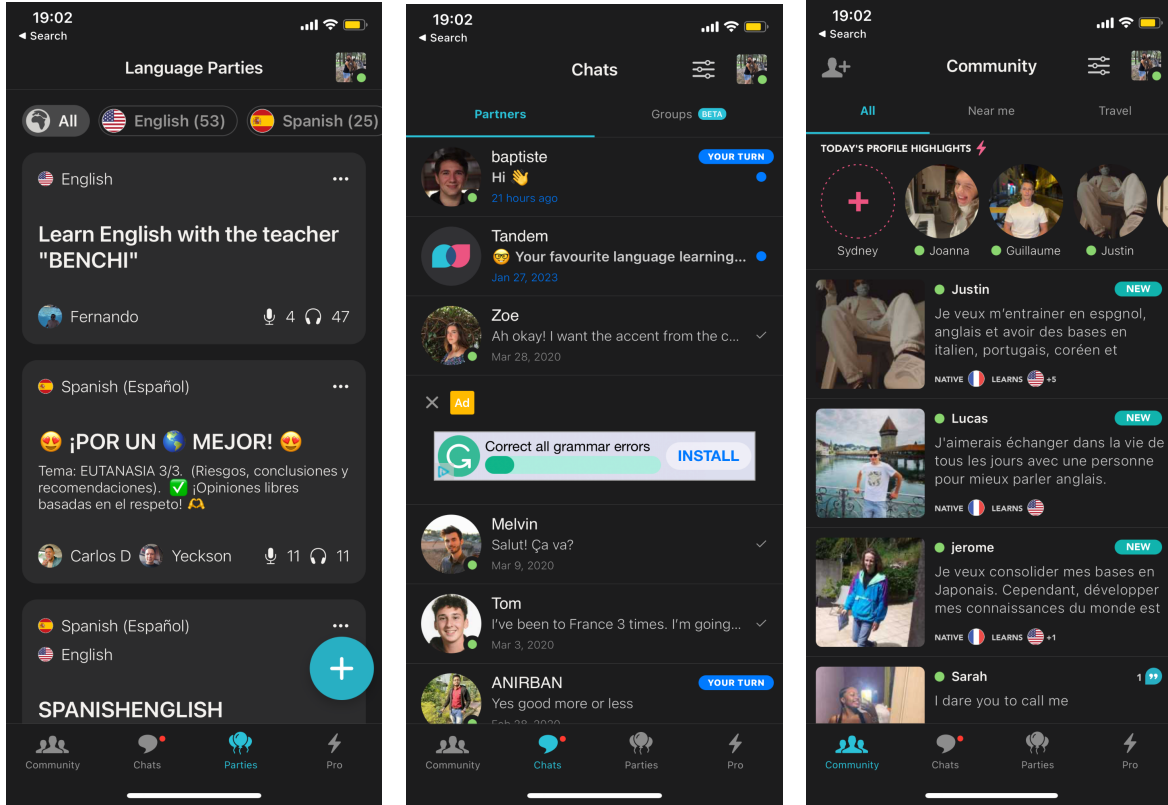 19:02
◀ Search
Language Parties
All
English (53)
Spanish (25)
English
Learn English with the teacher
"BENCHI"
Fernando
4
47
Spanish (Español)
😍 ¡POR UN 🌎 MEJOR! 😍
Tema: EUTANASIA 3/3. (Riesgos, conclusiones y
recomendaciones). ✅ ¡Opiniones libres
basadas en el respeto! 🫶
Carlos D
Yeckson
11
11
Spanish (Español)
English
+
SPANISHENGLISH
Community
Chats
Parties
Pro
19:02
◀ Search
Chats
Partners
Groups BETA
baptiste
YOUR TURN
Hi 👋
21 hours ago
Tandem
🤓 Your favourite language learning...
Jan 27, 2023
Zoe
Ah okay! I want the accent from the c...
Mar 28, 2020
Ad
G
Correct all grammar errors
INSTALL
Melvin
Salut! Ça va?
Mar 9, 2020
Tom
I've been to France 3 times. I'm going...
Mar 3, 2020
ANIRBAN
YOUR TURN
Yes good more or less
Feb 28, 2020
Community
Chats
Parties
Pro
19:02
◀ Search
Community
All
Near me
Travel
TODAY'S PROFILE HIGHLIGHTS
Sydney
Joanna
Guillaume
Justin
Justin
NEW
Je veux m'entrainer en espgnol,
anglais et avoir des bases en
italien, portugais, coréen et
NATIVE LEARNS +5
Lucas
NEW
J'aimerais échanger dans la vie de
tous les jours avec une personne
pour mieux parler anglais.
NATIVE LEARNS
jerome
NEW
Je veux consolider mes bases en
Japonais. Cependant, développer
mes connaissances du monde est
NATIVE LEARNS +1
Sarah
1
I dare you to call me
Community
Chats
Parties
Pro